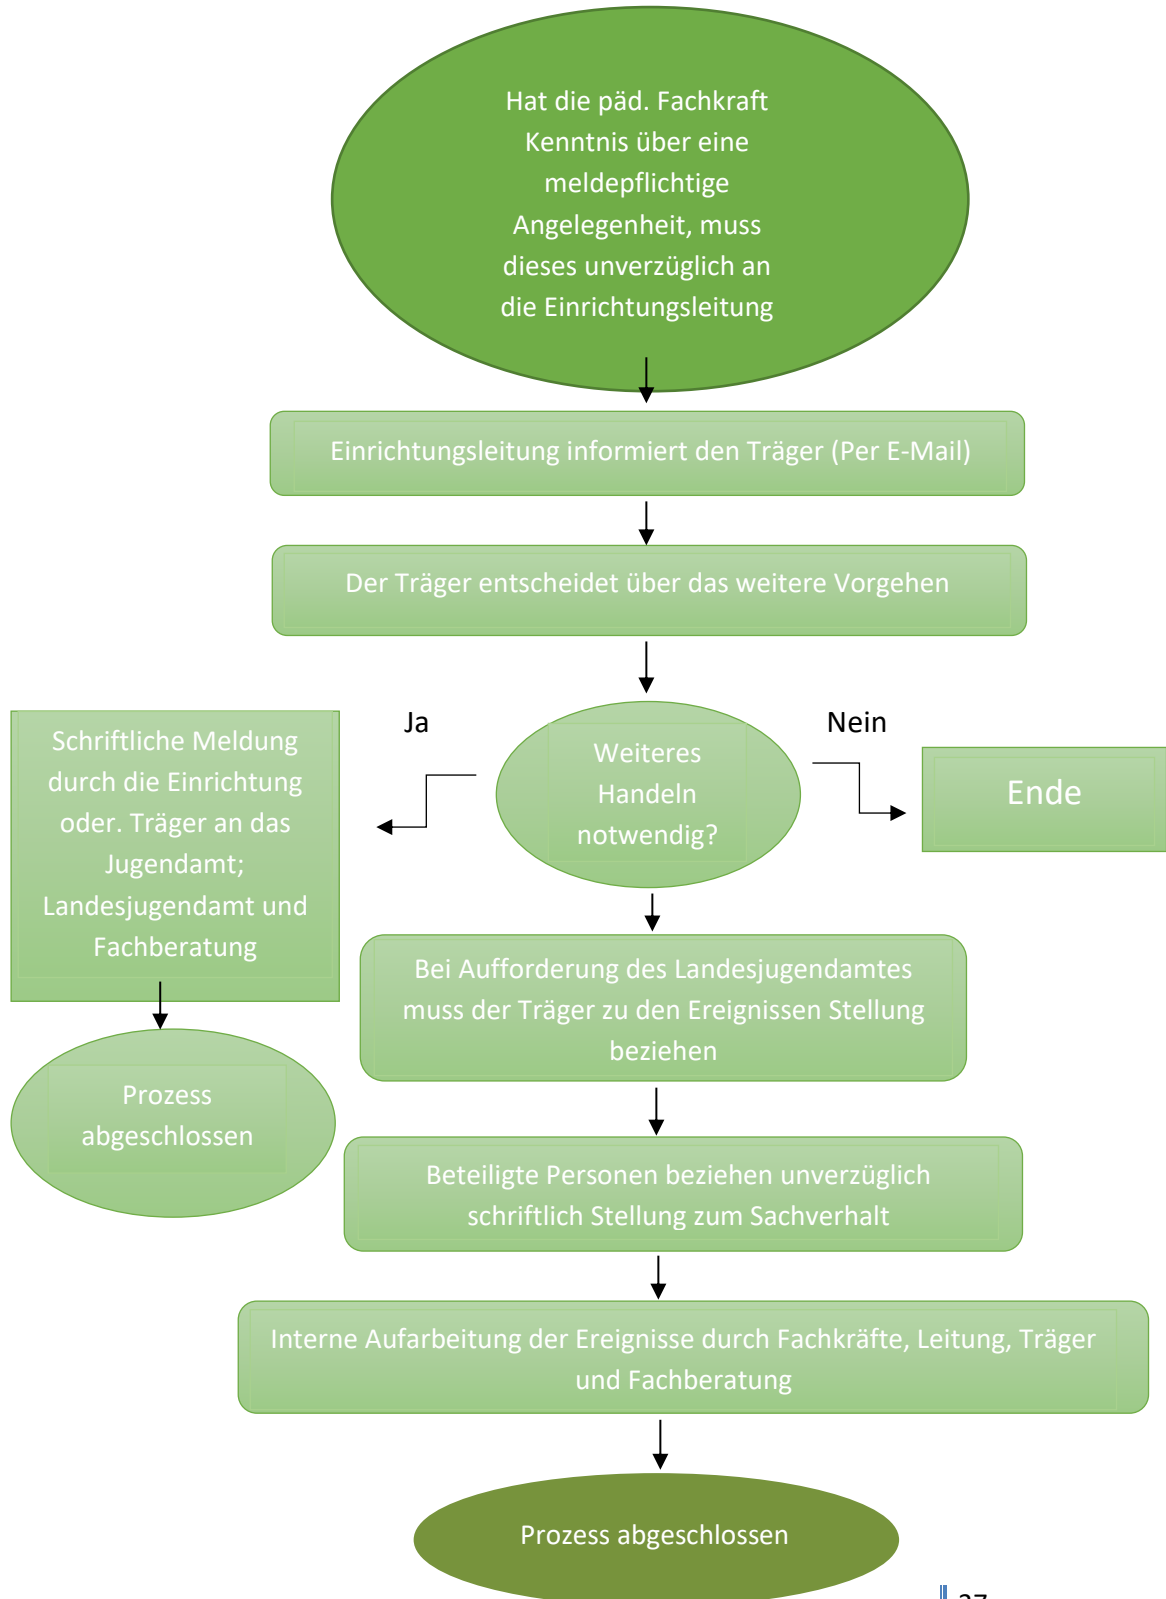 Hat die päd. Fachkraft
Kenntnis über eine
meldepflichtige
Angelegenheit, muss
dieses unverzüglich an
die Einrichtungsleitung
Einrichtungsleitung informiert den Träger (Per E-Mail)
Der Träger entscheidet über das weitere Vorgehen
Ja
Nein
Schriftliche Meldung
durch die Einrichtung
oder. Träger an das
Jugendamt;
Landesjugendamt und
Fachberatung
Weiteres
Handeln
notwendig?
Ende
Bei Aufforderung des Landesjugendamtes
muss der Träger zu den Ereignissen Stellung
beziehen
Prozess
abgeschlossen
Beteiligte Personen beziehen unverzüglich
schriftlich Stellung zum Sachverhalt
Interne Aufarbeitung der Ereignisse durch Fachkräfte, Leitung, Träger
und Fachberatung
Prozess abgeschlossen